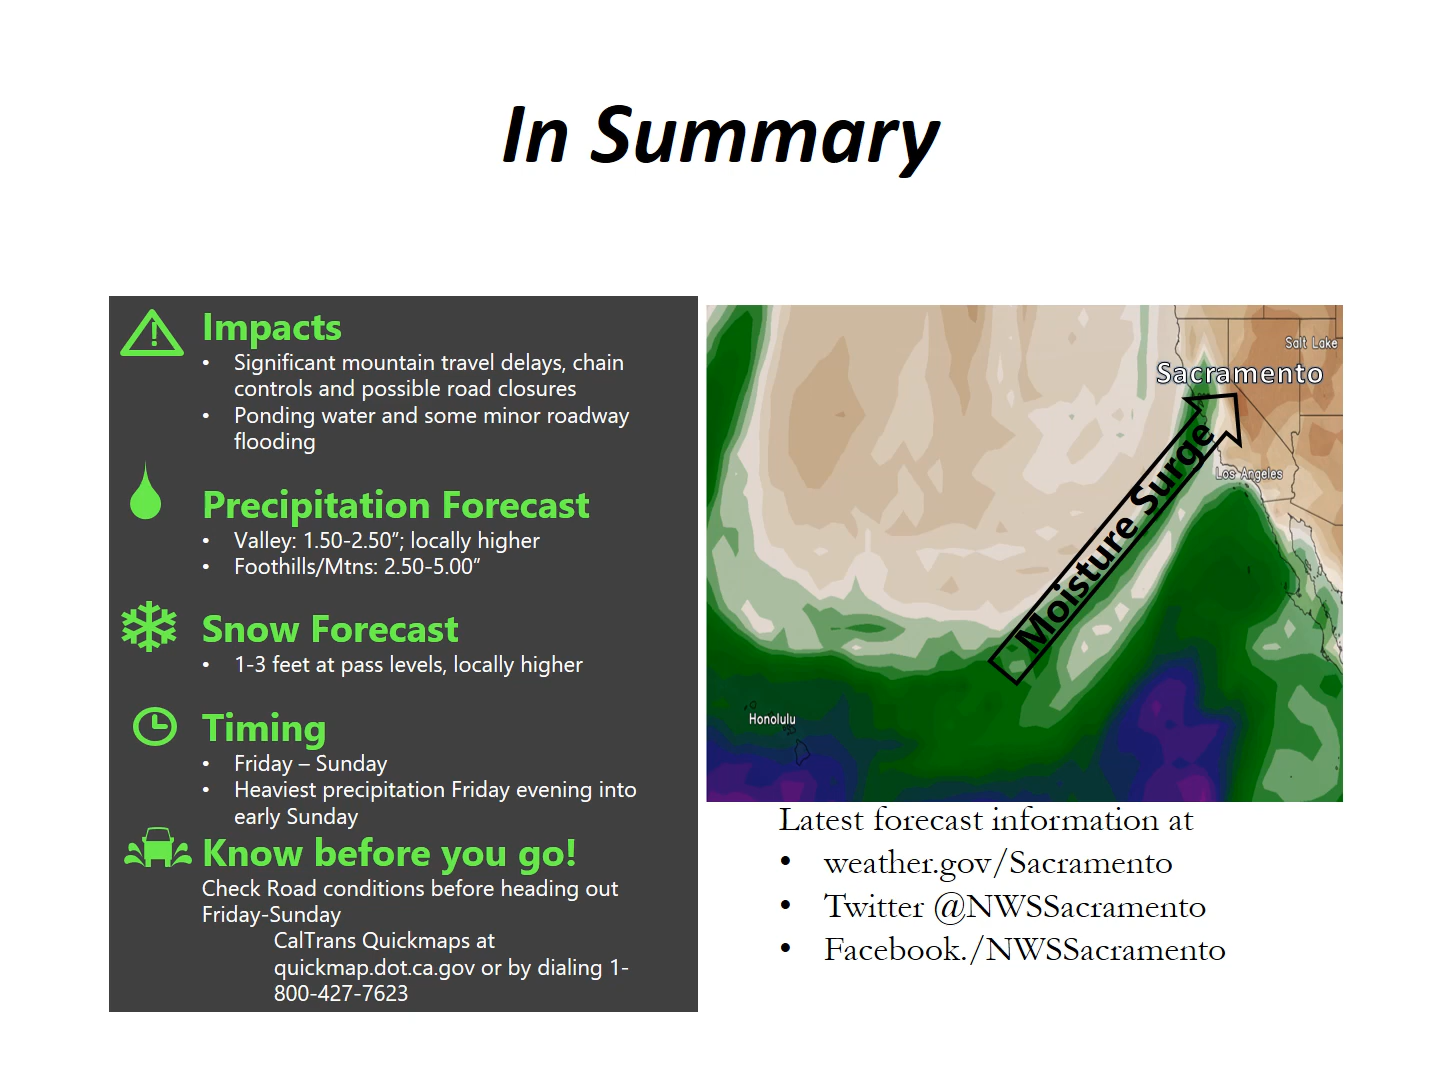 In Summary
Impacts
• Significant mountain travel delays, chain
controls and possible road closures
• Ponding water and some minor roadway
flooding
Precipitation Forecast
• Valley: 1.50-2.50”; locally higher
• Foothills/Mtns: 2.50-5.00”
Snow Forecast
• 1-3 feet at pass levels, locally higher
Timing
• Friday – Sunday
• Heaviest precipitation Friday evening into
early Sunday
Know before you go!
Check Road conditions before heading out
Friday-Sunday
CalTrans Quickmaps at
quickmap.dot.ca.gov or by dialing 1-
800-427-7623
Salt Lake
Sacramento
Moisture Surge
Los Angeles
Honolulu
Latest forecast information at
• weather.gov/Sacramento
• Twitter @NWSSacramento
• Facebook./NWSSacramento